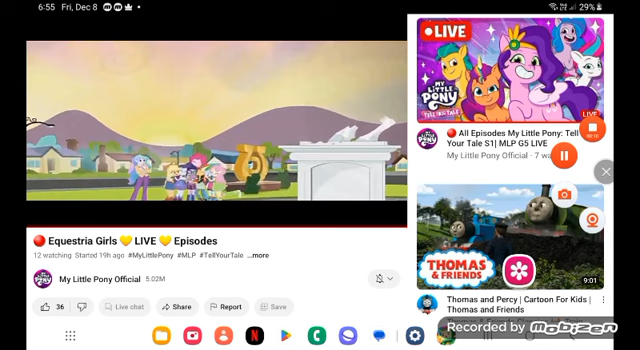 6:55 Fri, Dec 8
29%
LIVE
MY LITTLE PONY
TELL YOUR TALE
LIVE
🔴 All Episodes My Little Pony: Tell
Your Tale S1| MLP G5 LIVE
My Little Pony Official · 7 wa
🔴 Equestria Girls 💛 LIVE 💛 Episodes
12 watching Started 19h ago #MyLittlePony #MLP #TellYourTale ...more
My Little Pony Official 5.02M
36
Live chat
Share
Report
Save
THOMAS & FRIENDS
9:01
Thomas and Percy | Cartoon For Kids |
Thomas and Friends
Recorded by Mobizen